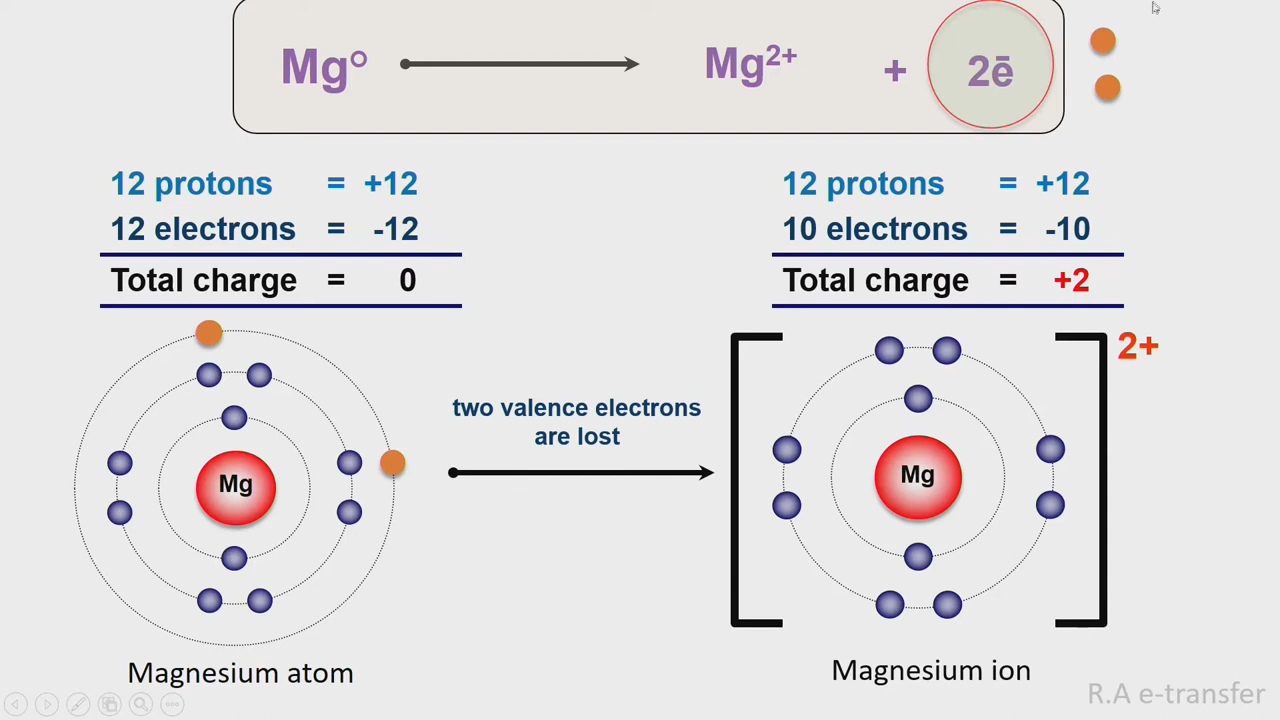 Mg° Mg²⁺ + 2ē
12 protons = +12
12 electrons = -12
Total charge = 0
12 protons = +12
10 electrons = -10
Total charge = +2
two valence electrons
are lost
Mg
Mg
2+
Magnesium atom
Magnesium ion
R.A e-transfer